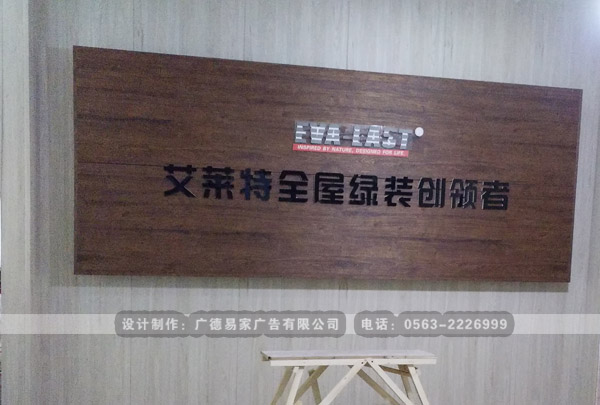 EVA-LAST®
INSPIRED BY NATURE. DESIGNED FOR LIFE.
艾莱特全屋绿装创领者
设计制作：广德易家广告有限公司 电话：0563-2226999